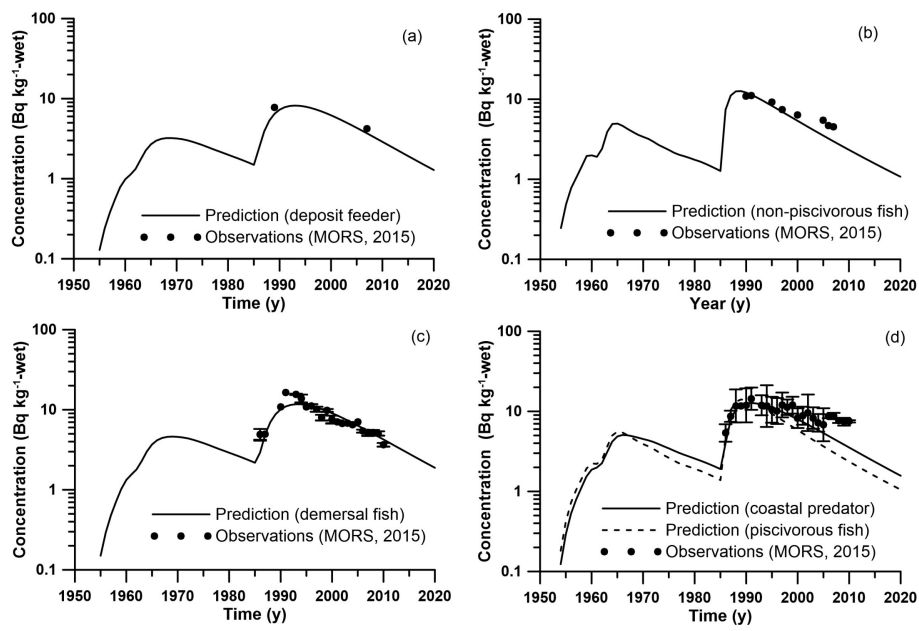 (a)
Concentration (Bq kg⁻¹-wet)
100
10
1
0.1
Prediction (deposit feeder)
Observations (MORS, 2015)
1950 1960 1970 1980 1990 2000 2010 2020
Time (y)
(b)
Concentration (Bq kg⁻¹-wet)
100
10
1
0.1
Prediction (non-piscivorous fish)
Observations (MORS, 2015)
1950 1960 1970 1980 1990 2000 2010 2020
Year (y)
(c)
Concentration (Bq kg⁻¹-wet)
100
10
1
0.1
Prediction (demersal fish)
Observations (MORS, 2015)
1950 1960 1970 1980 1990 2000 2010 2020
Time (y)
(d)
Concentration (Bq kg⁻¹-wet)
100
10
1
0.1
Prediction (coastal predator)
Prediction (piscivorous fish)
Observations (MORS, 2015)
1950 1960 1970 1980 1990 2000 2010 2020
Time (y)